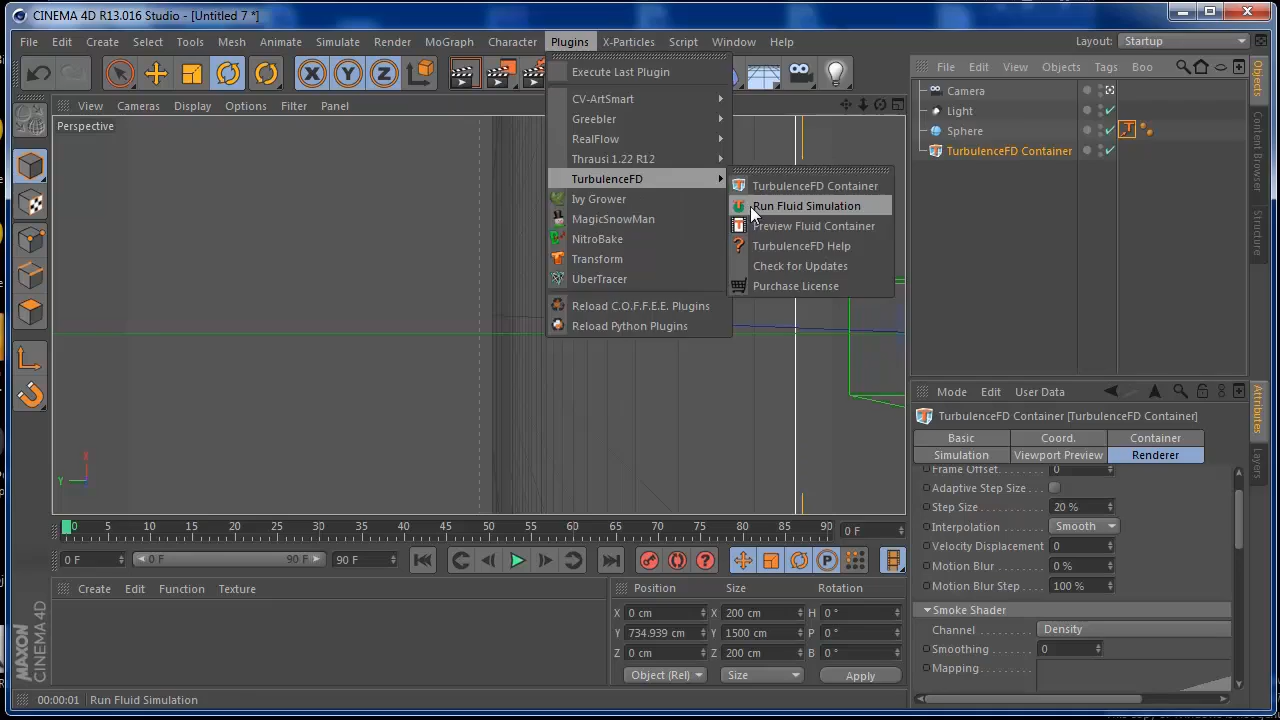 CINEMA 4D R13.016 Studio - [Untitled 7 *]
File Edit Create Select Tools Mesh Animate Simulate Render MoGraph Character Plugins X-Particles Script Window Help
Layout: Startup
File Edit View Objects Tags Boo
View Cameras Display Options Filter Panel
Perspective
Execute Last Plugin
CV-ArtSmart
Greebler
RealFlow
Thrausi 1.22 R12
TurbulenceFD
Ivy Grower
MagicSnowMan
NitroBake
Transform
UberTracer
Reload C.O.F.F.E.E. Plugins
Reload Python Plugins
TurbulenceFD Container
Run Fluid Simulation
Preview Fluid Container
TurbulenceFD Help
Check for Updates
Purchase License
Camera
Light
Sphere
TurbulenceFD Container
Objects
Content Browser
Structure
Mode Edit User Data
TurbulenceFD Container [TurbulenceFD Container]
Basic Coord. Container
Simulation Viewport Preview Renderer
Frame Offset. 0
Adaptive Step Size
Step Size 20 %
Interpolation Smooth
Velocity Displacement 0
Motion Blur 0 %
Motion Blur Step 100 %
Smoke Shader
Channel Density
Smoothing 0
Mapping
Attributes
Layers
X Y Z
Y
0 5 10 15 20 25 30 35 40 45 50 55 60 65 70 75 80 85 90 0 F
0 F 0 F 90 F 90 F
P
Create Edit Function Texture
Position Size Rotation
X 0 cm X 200 cm H 0 °
Y 734.939 cm Y 1500 cm P 0 °
Z 0 cm Z 200 cm B 0 °
Object (Rel) Size Apply
MAXON
CINEMA 4D
00:00:01 Run Fluid Simulation